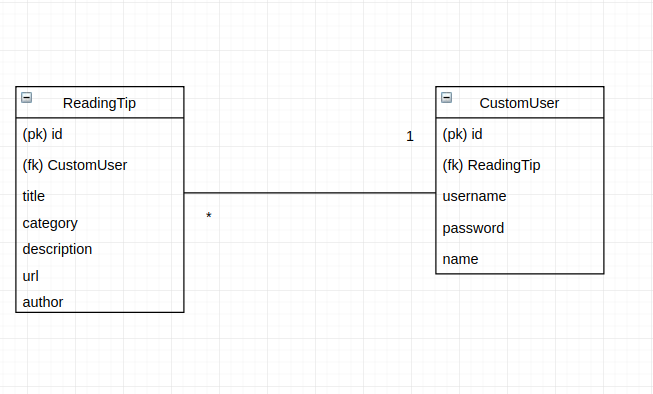 ReadingTip
(pk) id
(fk) CustomUser
title
category
description
url
author
*
1
CustomUser
(pk) id
(fk) ReadingTip
username
password
name